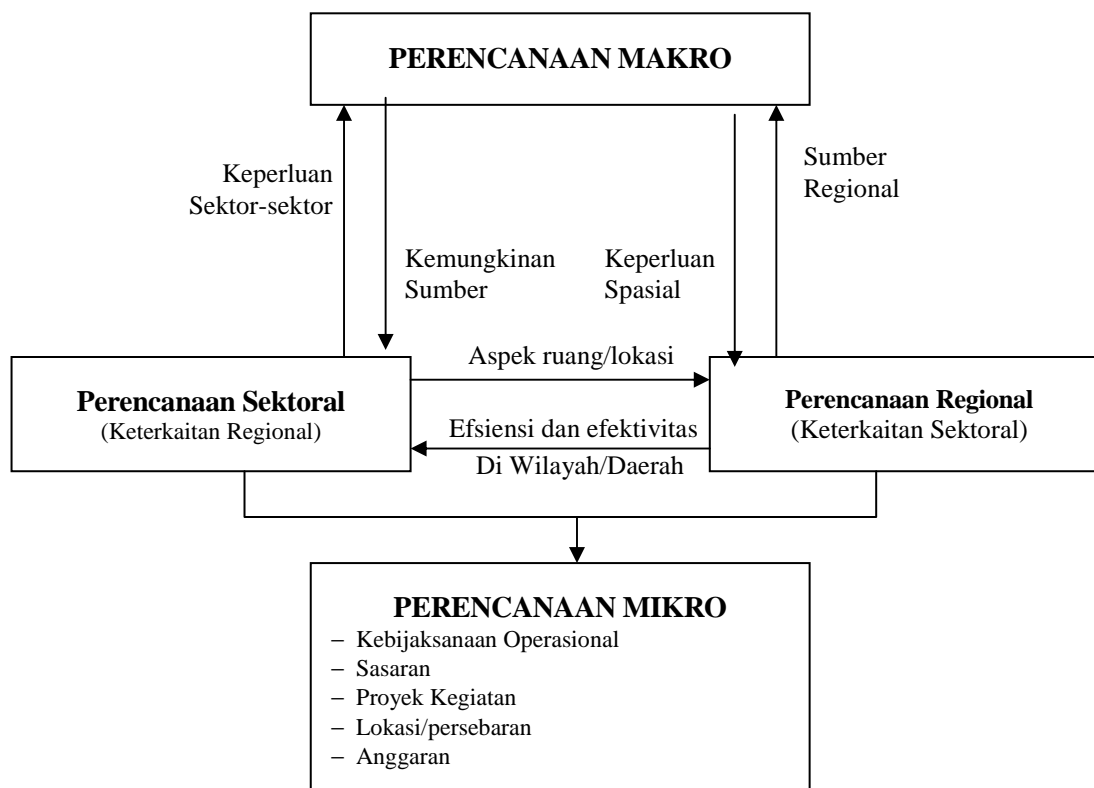 PERENCANAAN MAKRO
Keperluan
Sektor-sektor
Sumber
Regional
Kemungkinan
Sumber
Keperluan
Spasial
Aspek ruang/lokasi
Perencanaan Sektoral
(Keterkaitan Regional)
Perencanaan Regional
(Keterkaitan Sektoral)
Efsiensi dan efektivitas
Di Wilayah/Daerah
PERENCANAAN MIKRO
– Kebijaksanaan Operasional
– Sasaran
– Proyek Kegiatan
– Lokasi/persebaran
– Anggaran